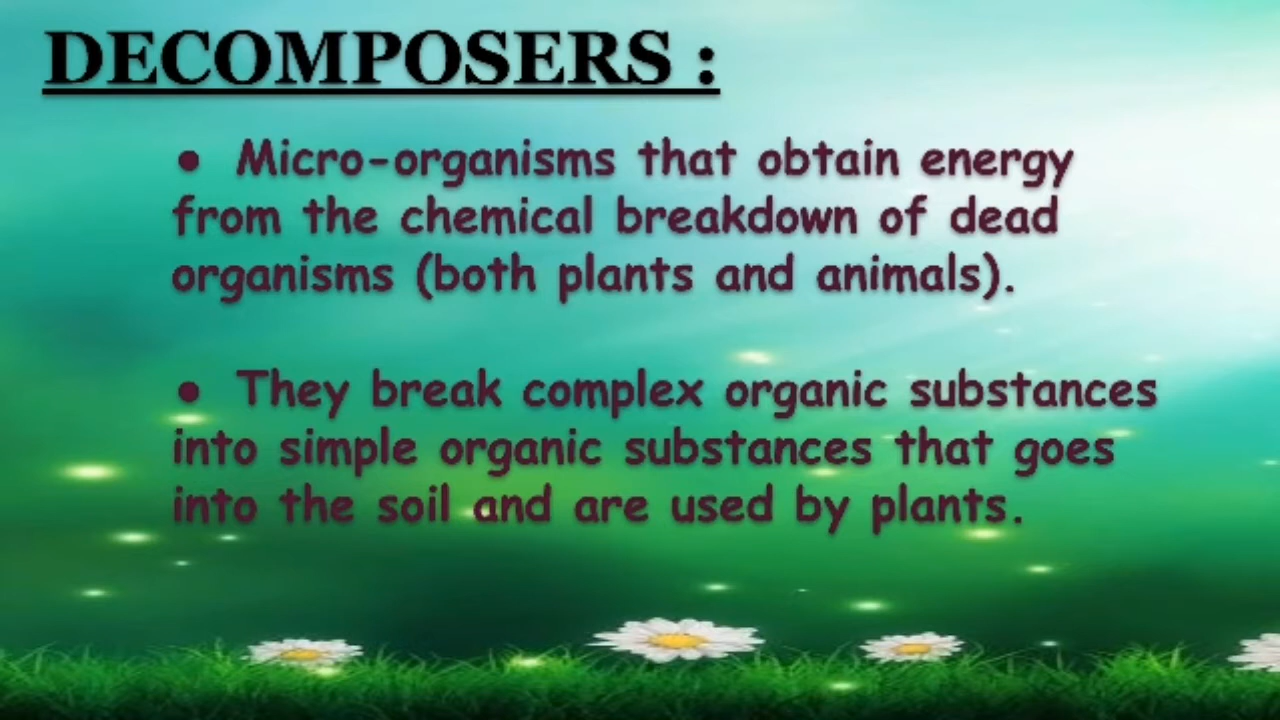 DECOMPOSERS :
● Micro-organisms that obtain energy
from the chemical breakdown of dead
organisms (both plants and animals).
● They break complex organic substances
into simple organic substances that goes
into the soil and are used by plants.